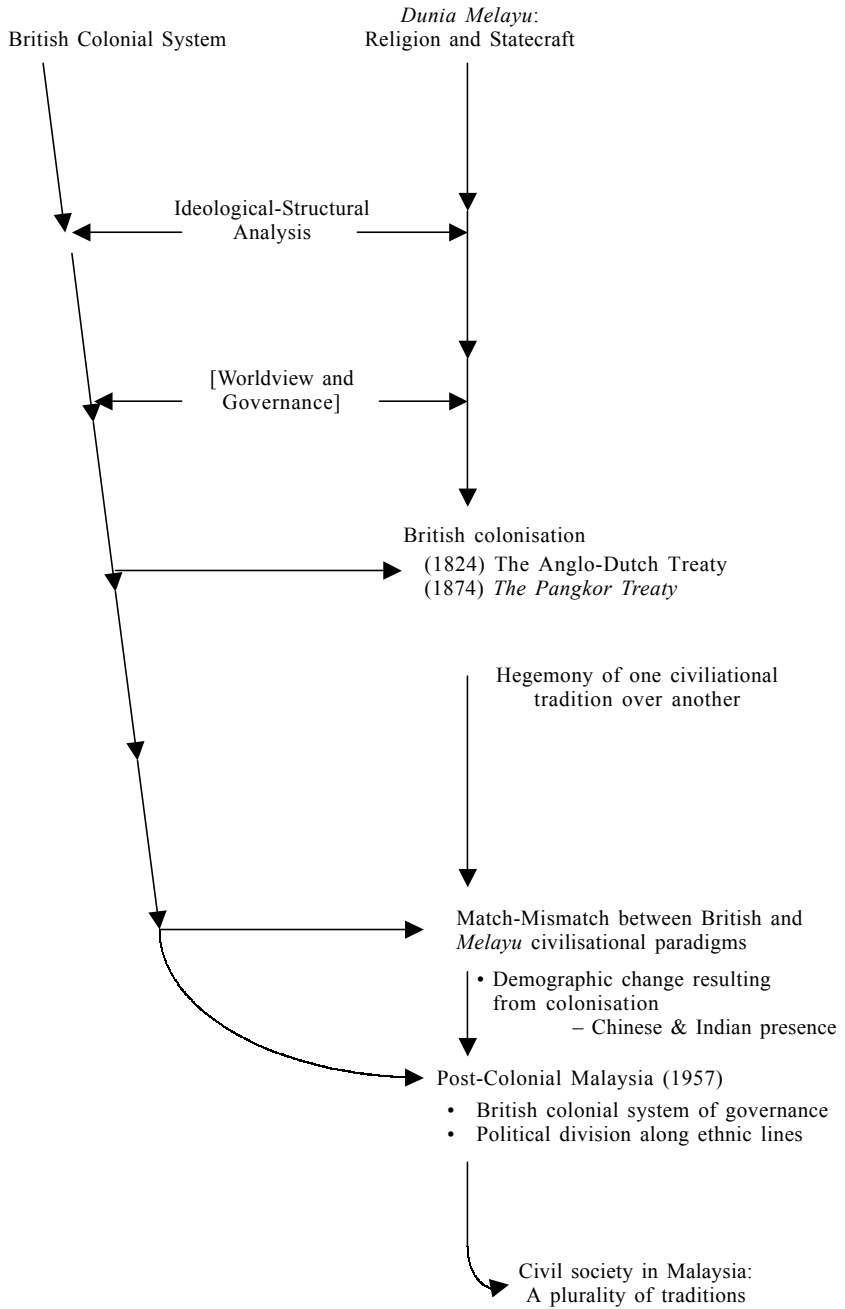 British Colonial System
Dunia Melayu:
Religion and Statecraft
Ideological-Structural
Analysis
[Worldview and
Governance]
British colonisation
(1824) The Anglo-Dutch Treaty
(1874) The Pangkor Treaty
Hegemony of one civiliational
tradition over another
Match-Mismatch between British and
Melayu civilisational paradigms
• Demographic change resulting
from colonisation
– Chinese & Indian presence
Post-Colonial Malaysia (1957)
• British colonial system of governance
• Political division along ethnic lines
Civil society in Malaysia:
A plurality of traditions